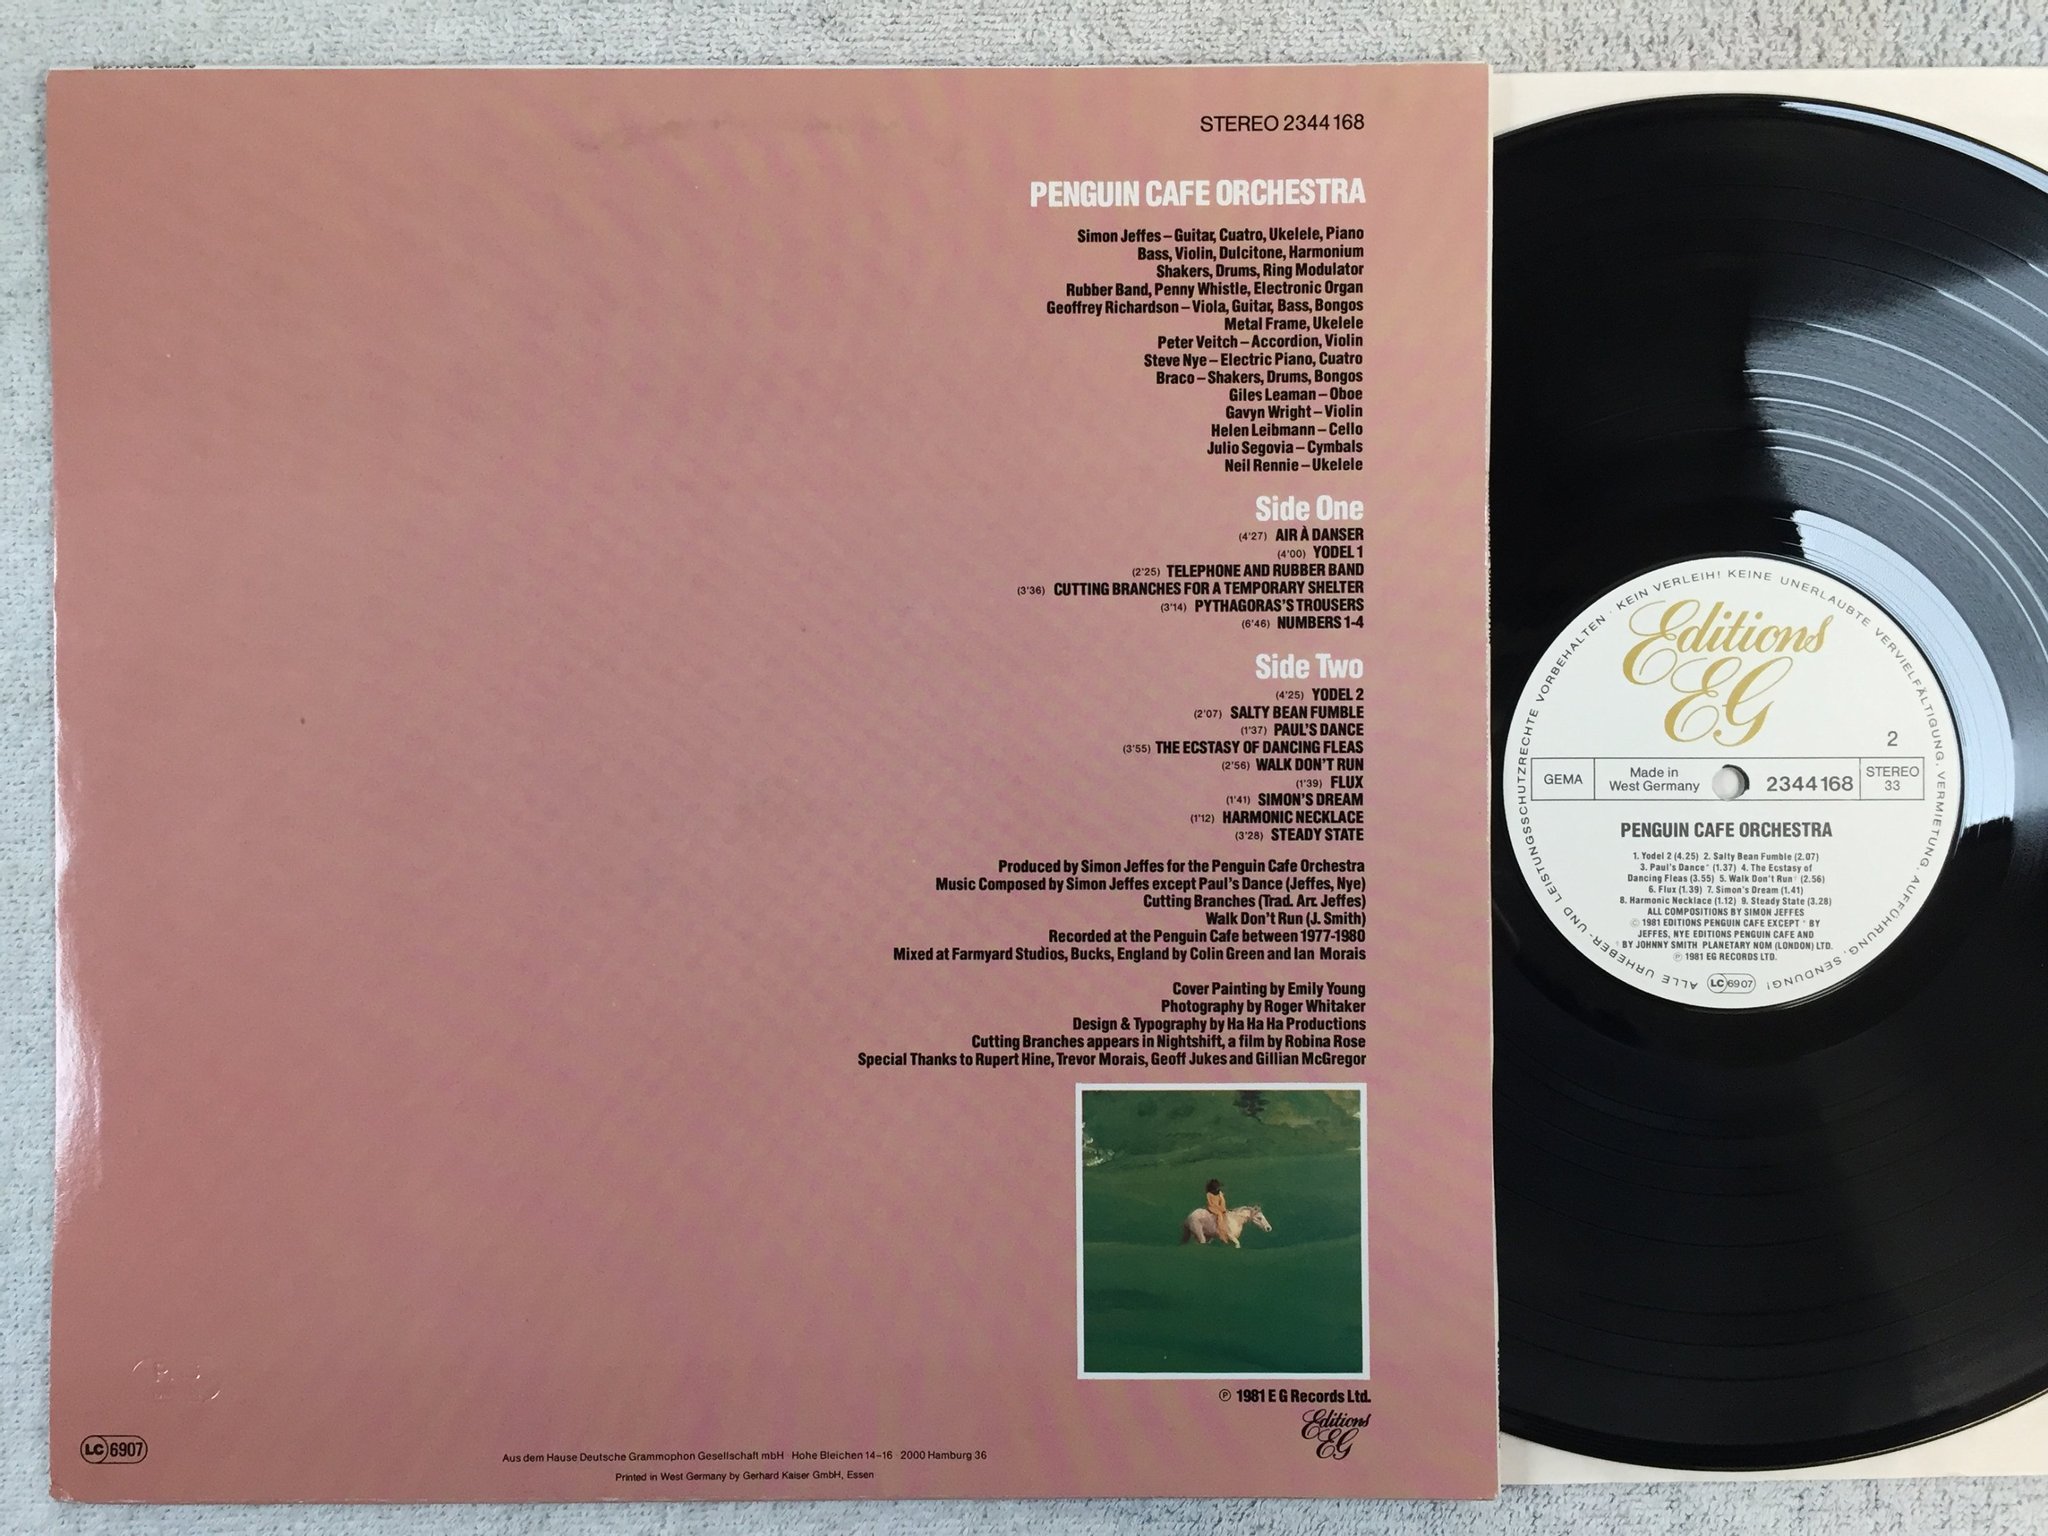 STEREO 2344 168
PENGUIN CAFE ORCHESTRA
Simon Jeffes – Guitar, Cuatro, Ukelele, Piano
Bass, Violin, Dulcitone, Harmonium
Shakers, Drums, Ring Modulator
Rubber Band, Penny Whistle, Electronic Organ
Geoffrey Richardson – Viola, Guitar, Bass, Bongos
Metal Frame, Ukelele
Peter Veitch – Accordion, Violin
Steve Nye – Electric Piano, Cuatro
Braco – Shakers, Drums, Bongos
Giles Leaman – Oboe
Gavyn Wright – Violin
Helen Leibmann – Cello
Julio Segovia – Cymbals
Neil Rennie – Ukelele
Side One
(4'27) AIR À DANSER
(4'00) YODEL 1
(2'25) TELEPHONE AND RUBBER BAND
(3'36) CUTTING BRANCHES FOR A TEMPORARY SHELTER
(3'14) PYTHAGORAS'S TROUSERS
(6'46) NUMBERS 1-4
Side Two
(4'25) YODEL 2
(2'07) SALTY BEAN FUMBLE
(1'37) PAUL'S DANCE
(3'55) THE ECSTASY OF DANCING FLEAS
(2'56) WALK DON'T RUN
(1'39) FLUX
(1'41) SIMON'S DREAM
(1'12) HARMONIC NECKLACE
(3'28) STEADY STATE
Produced by Simon Jeffes for the Penguin Cafe Orchestra
Music Composed by Simon Jeffes except Paul's Dance (Jeffes, Nye)
Cutting Branches (Trad. Arr. Jeffes)
Walk Don't Run (J. Smith)
Recorded at the Penguin Cafe between 1977-1980
Mixed at Farmyard Studios, Bucks, England by Colin Green and Ian Morais
Cover Painting by Emily Young
Photography by Roger Whitaker
Design & Typography by Ha Ha Ha Productions
Cutting Branches appears in Nightshift, a film by Robina Rose
Special Thanks to Rupert Hine, Trevor Morais, Geoff Jukes and Gillian McGregor
℗ 1981 E G Records Ltd.
Editions
EG
LC 6907
Aus dem Hause Deutsche Grammophon Gesellschaft mbH · Hohe Bleichen 14–16 2000 Hamburg 36
Printed in West Germany by Gerhard Kaiser GmbH, Essen
ALLE URHEBER- UND LEISTUNGSSCHUTZRECHTE VORBEHALTEN · KEIN VERLEIH! KEINE UNERLAUBTE VERVIELFÄLTIGUNG, VERMIETUNG, AUFFÜHRUNG, SENDUNG!
Editions
EG
2
GEMA
Made in
West Germany
2344 168
STEREO
33
PENGUIN CAFE ORCHESTRA
1. Yodel 2 (4.25) 2. Salty Bean Fumble (2.07)
3. Paul's Dance* (1.37) 4. The Ecstasy of
Dancing Fleas (3.55) 5. Walk Don't Run† (2.56)
6. Flux (1.39) 7. Simon's Dream (1.41)
8. Harmonic Necklace (1.12) 9. Steady State (3.28)
ALL COMPOSITIONS BY SIMON JEFFES
© 1981 EDITIONS PENGUIN CAFE EXCEPT * BY
JEFFES, NYE EDITIONS PENGUIN CAFE AND
† BY JOHNNY SMITH PLANETARY NOM (LONDON) LTD.
℗ 1981 EG RECORDS LTD.
LC 6907